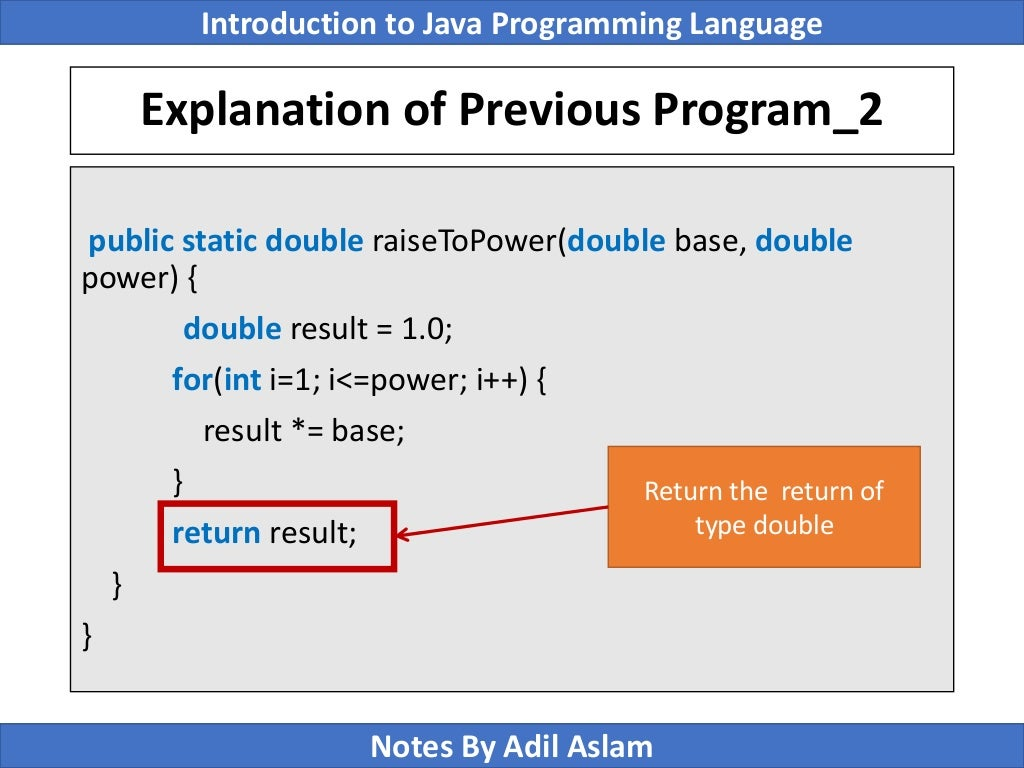 Introduction to Java Programming Language
Explanation of Previous Program_2
public static double raiseToPower(double base, double
power) {
double result = 1.0;
for(int i=1; i<=power; i++) {
result *= base;
}
return result;
}
}
Return the  return of
type double
Notes By Adil Aslam